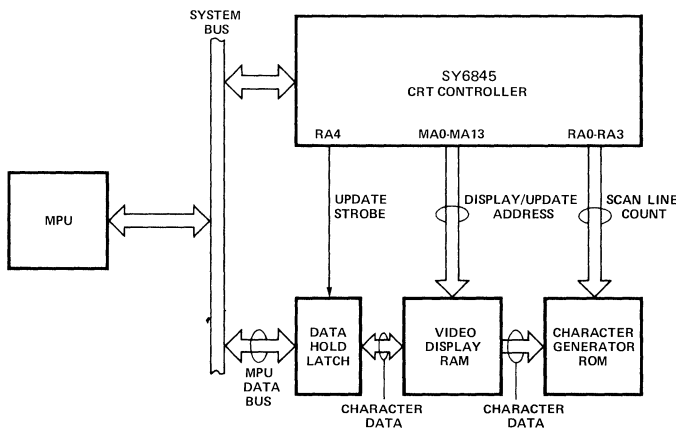 SYSTEM
BUS
SY6845
CRT CONTROLLER
RA4
MA0-MA13
RA0-RA3
MPU
UPDATE
STROBE
DISPLAY/UPDATE
ADDRESS
SCAN LINE
COUNT
DATA
HOLD
LATCH
VIDEO
DISPLAY
RAM
CHARACTER
GENERATOR
ROM
MPU
DATA
BUS
CHARACTER
DATA
CHARACTER
DATA